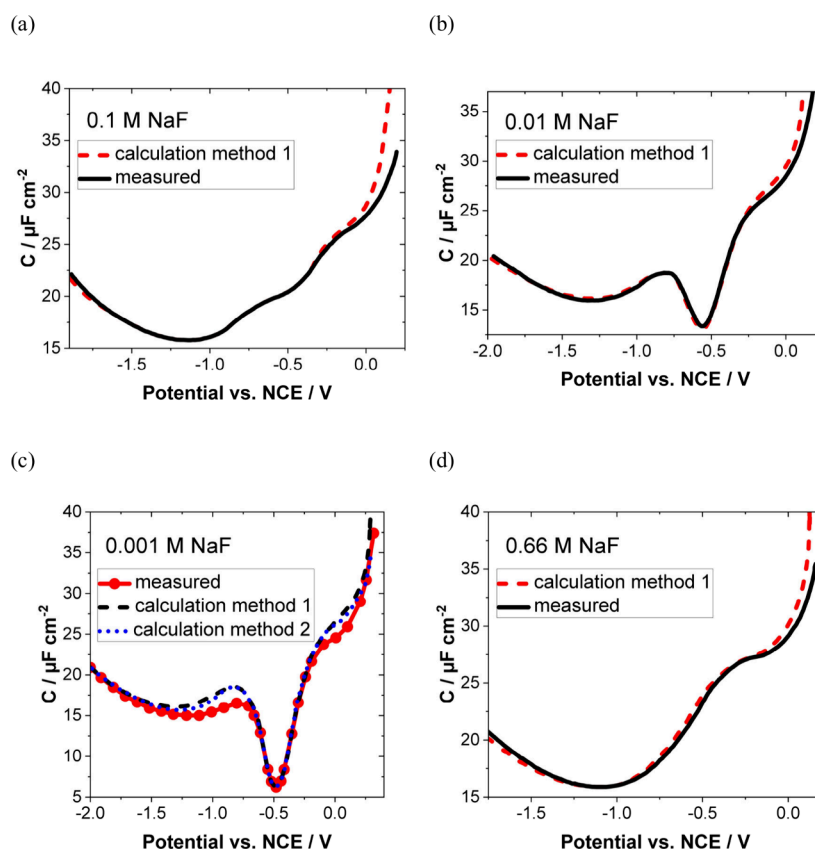 (a)
40
35
30
25
20
15
C / µF cm-2
0.1 M NaF
calculation method 1
measured
-1.5 -1.0 -0.5 0.0
Potential vs. NCE / V
(b)
35
30
25
20
15
C / µF cm-2
0.01 M NaF
calculation method 1
measured
-2.0 -1.5 -1.0 -0.5 0.0
Potential vs. NCE / V
(c)
40
35
30
25
20
15
10
5
C / µF cm-2
0.001 M NaF
measured
calculation method 1
calculation method 2
-2.0 -1.5 -1.0 -0.5 0.0
Potential vs. NCE / V
(d)
40
35
30
25
20
15
C / µF cm-2
0.66 M NaF
calculation method 1
measured
-1.5 -1.0 -0.5 0.0
Potential vs. NCE / V